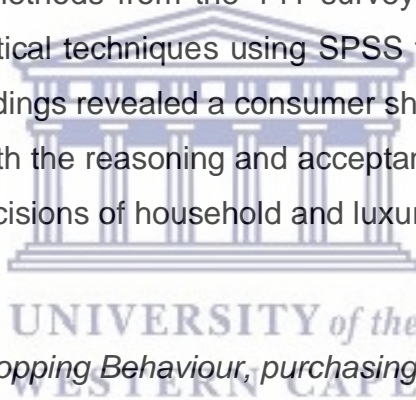 methods from the 444 survey
tical techniques using SPSS
dings revealed a consumer sh
th the reasoning and acceptan
cisions of household and luxur
UNIVERSITY of the
opping Behaviour, purchasing
WESTERN CAPE